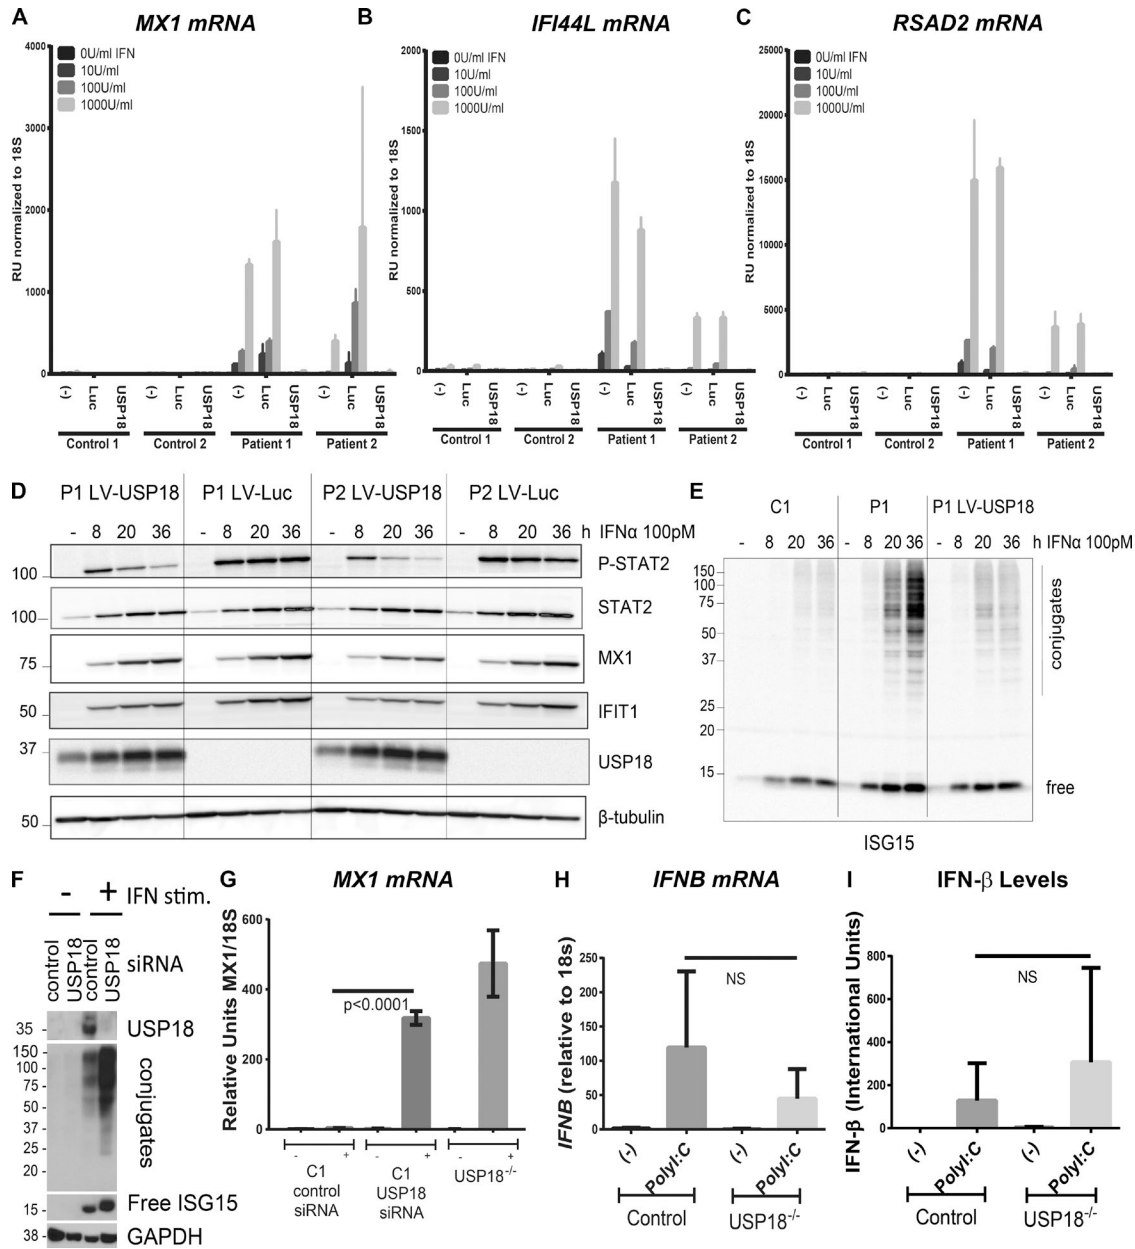 A
MX1 mRNA
RU normalized to 18S
4000
3000
2000
1000
0
0U/ml IFN
10U/ml
100U/ml
1000U/ml
(-) Luc USP18 (-) Luc USP18 (-) Luc USP18 (-) Luc USP18
Control 1 Control 2 Patient 1 Patient 2
B
IFI44L mRNA
RU normalized to 18S
2000
1500
1000
500
0
0U/ml IFN
10U/ml
100U/ml
1000U/ml
(-) Luc USP18 (-) Luc USP18 (-) Luc USP18 (-) Luc USP18
Control 1 Control 2 Patient 1 Patient 2
C
RSAD2 mRNA
RU normalized to 18S
25000
20000
15000
10000
5000
0
0U/ml IFN
10U/ml
100U/ml
1000U/ml
(-) Luc USP18 (-) Luc USP18 (-) Luc USP18 (-) Luc USP18
Control 1 Control 2 Patient 1 Patient 2
D
P1 LV-USP18 P1 LV-Luc P2 LV-USP18 P2 LV-Luc
- 8 20 36 - 8 20 36 - 8 20 36 - 8 20 36 h IFNα 100pM
100 P-STAT2
100 STAT2
75 MX1
50 IFIT1
37 USP18
50 β-tubulin
E
C1 P1 P1 LV-USP18
- 8 20 36 - 8 20 36 - 8 20 36 h IFNα 100pM
150
100
75
50
37
25
20
15
conjugates
free
ISG15
F
- + IFN stim.
control USP18 control USP18 siRNA
35 - USP18
150 -
100 -
75 -
50 -
37 -
25 -
20 -
conjugates
15 - Free ISG15
38 - GAPDH
G
MX1 mRNA
Relative Units MX1/18S
600
400
200
0
p<0.0001
- + - + - +
C1 control siRNA
C1 USP18 siRNA
USP18-/-
H
IFNB mRNA
IFNB (relative to 18s)
250
200
150
100
50
0
NS
(-) PolyI:C (-) PolyI:C
Control USP18-/-
I
IFN-β Levels
IFN-β (International Units)
800
600
400
200
0
NS
(-) PolyI:C (-) PolyI:C
Control USP18-/-